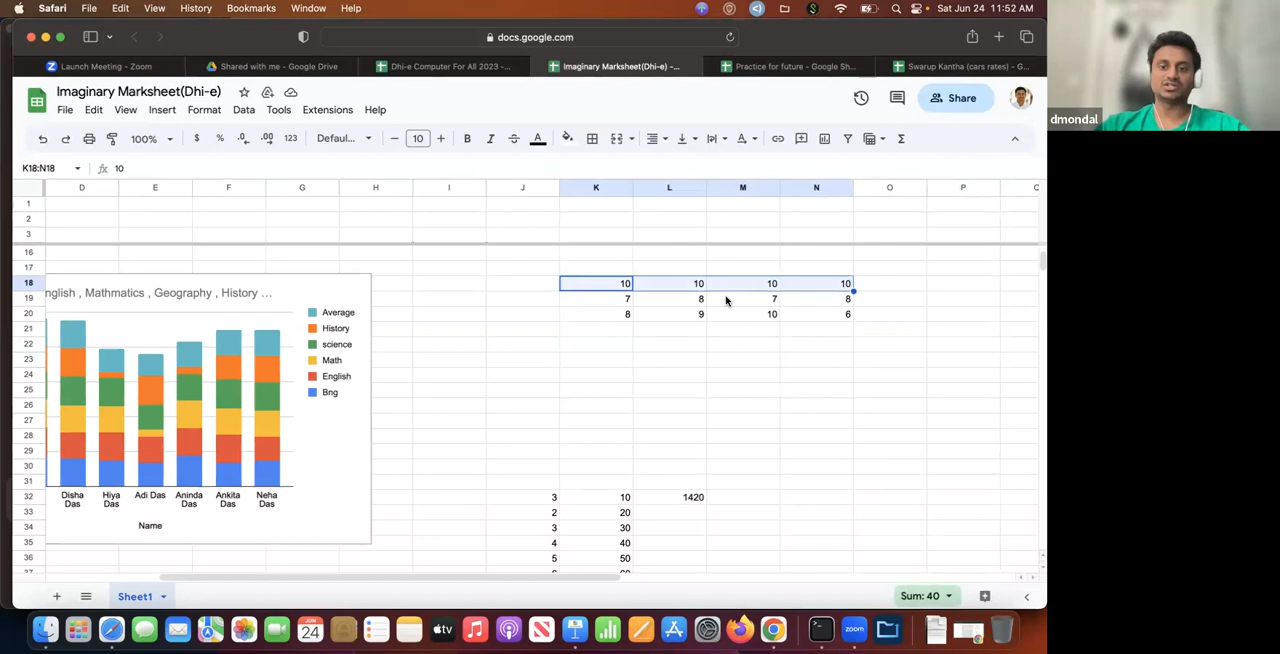 Safari File Edit View History Bookmarks Window Help Sat Jun 24 11:52 AM
docs.google.com
Launch Meeting - Zoom Shared with me - Google Drive Dhi-e Computer For All 2023 -... Imaginary Marksheet(Dhi-e) -... Practice for future - Google Sh... Swarup Kantha (cars rates) - G...
Imaginary Marksheet(Dhi-e)
File Edit View Insert Format Data Tools Extensions Help
Share
100% $ % .0 .00 123 Defaul... 10 B I S A
K18:N18 fx 10
D E F G H I J K L M N O P
1
2
3
16
17
18 10 10 10 10
19 7 8 7 8
20 8 9 10 6
21
22
23
24
25
26
27
28
29
30
31
32 3 10 1420
33 2 20
34 3 30
35 4 40
36 5 50
nglish , Mathmatics , Geography , History ...
Average
History
science
Math
English
Bng
Disha Hiya Adi Das Aninda Ankita Neha
Das Das Das Das Das
Name
Sheet1 Sum: 40
JUN
24
tv
zoom
dmondal